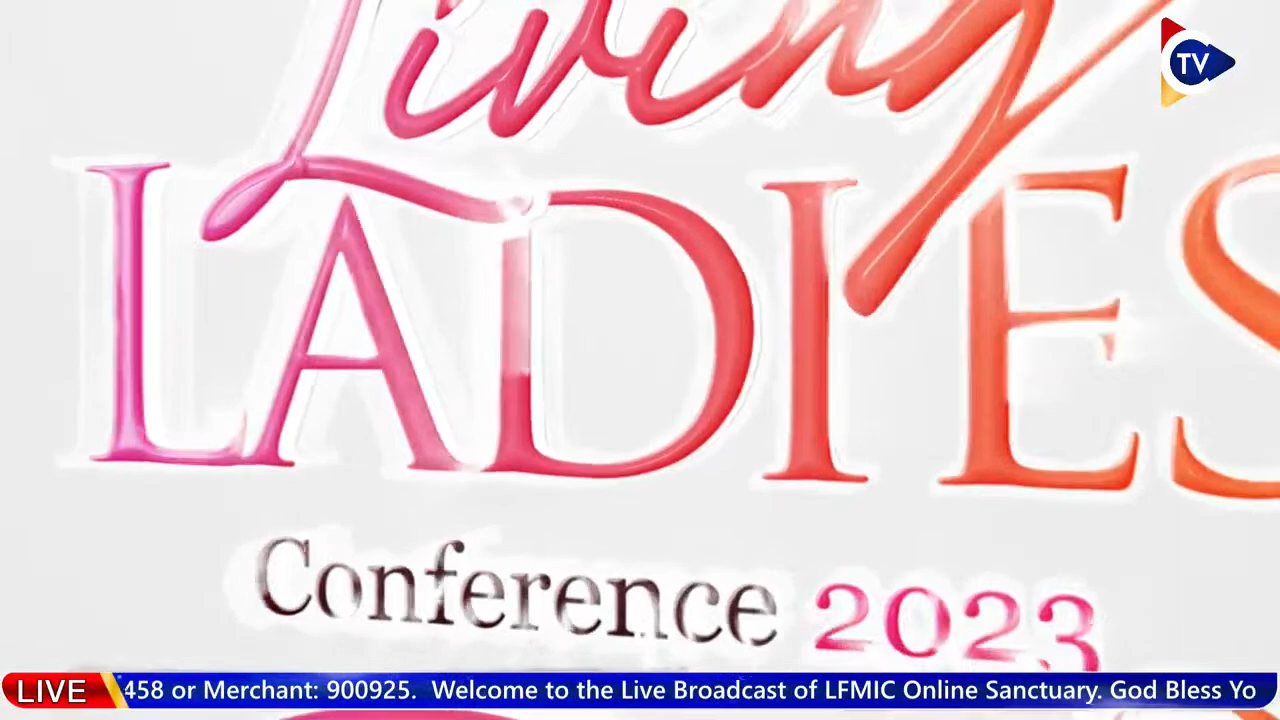 Living
TV
LADIES
Conference 2023
LIVE 458 or Merchant: 900925. Welcome to the Live Broadcast of LFMIC Online Sanctuary. God Bless Yo